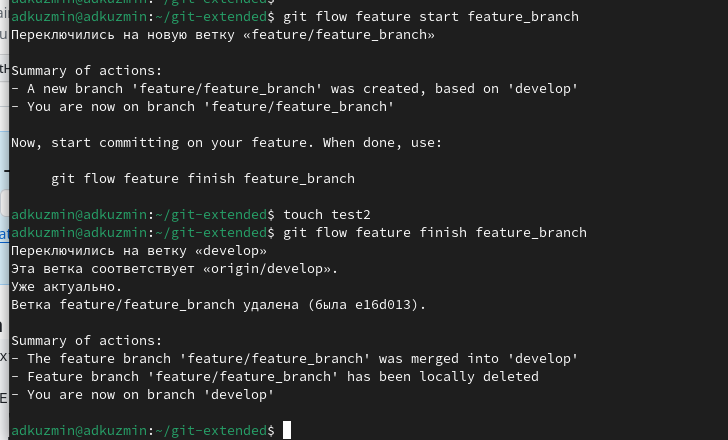 adkuzmin@adkuzmin:~/git-extended$
adkuzmin@adkuzmin:~/git-extended$ git flow feature start feature_branch
Переключились на новую ветку «feature/feature_branch»
Summary of actions:
- A new branch 'feature/feature_branch' was created, based on 'develop'
- You are now on branch 'feature/feature_branch'
Now, start committing on your feature. When done, use:
git flow feature finish feature_branch
adkuzmin@adkuzmin:~/git-extended$ touch test2
adkuzmin@adkuzmin:~/git-extended$ git flow feature finish feature_branch
Переключились на ветку «develop»
Эта ветка соответствует «origin/develop».
Уже актуально.
Ветка feature/feature_branch удалена (была e16d013).
Summary of actions:
- The feature branch 'feature/feature_branch' was merged into 'develop'
- Feature branch 'feature/feature_branch' has been locally deleted
- You are now on branch 'develop'
adkuzmin@adkuzmin:~/git-extended$